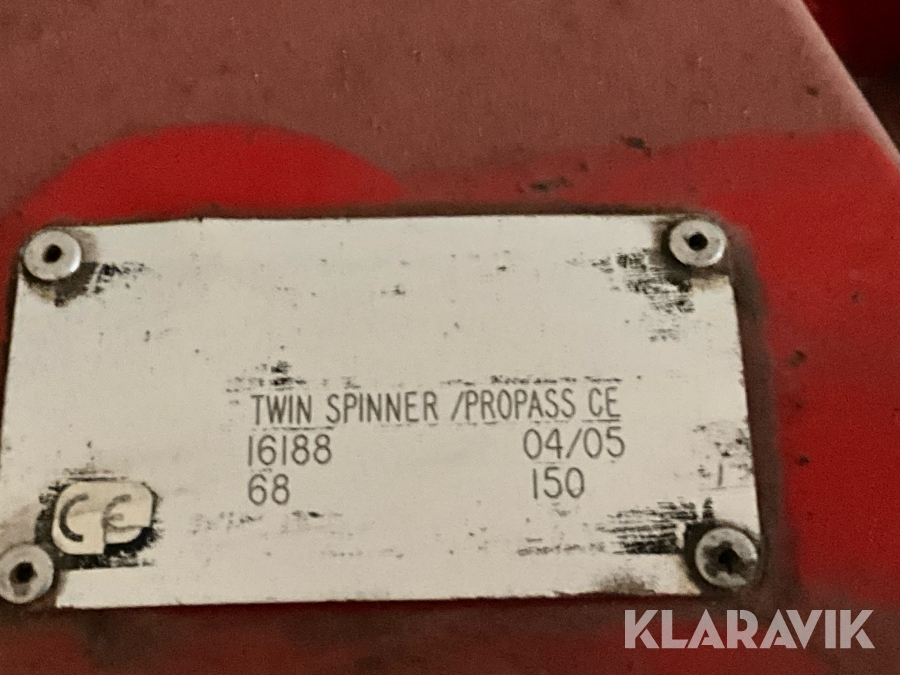 TWIN SPINNER /PROPASS CE
16188 04/05
68 150
CE
KLARAVIK